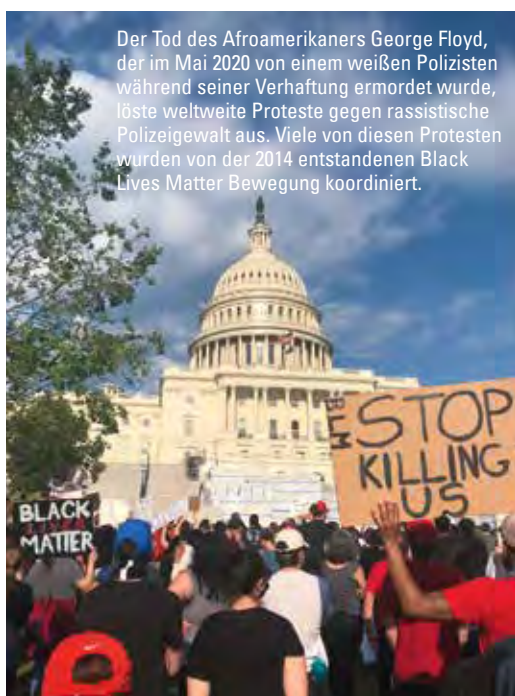 Der Tod des Afroamerikaners George Floyd,
der im Mai 2020 von einem weißen Polizisten
während seiner Verhaftung ermordet wurde,
löste weltweite Proteste gegen rassistische
Polizeigewalt aus. Viele von diesen Protesten
wurden von der 2014 entstandenen Black
Lives Matter Bewegung koordiniert.
BLM
STOP
KILLING
US
BLACK
LIVES
MATTER